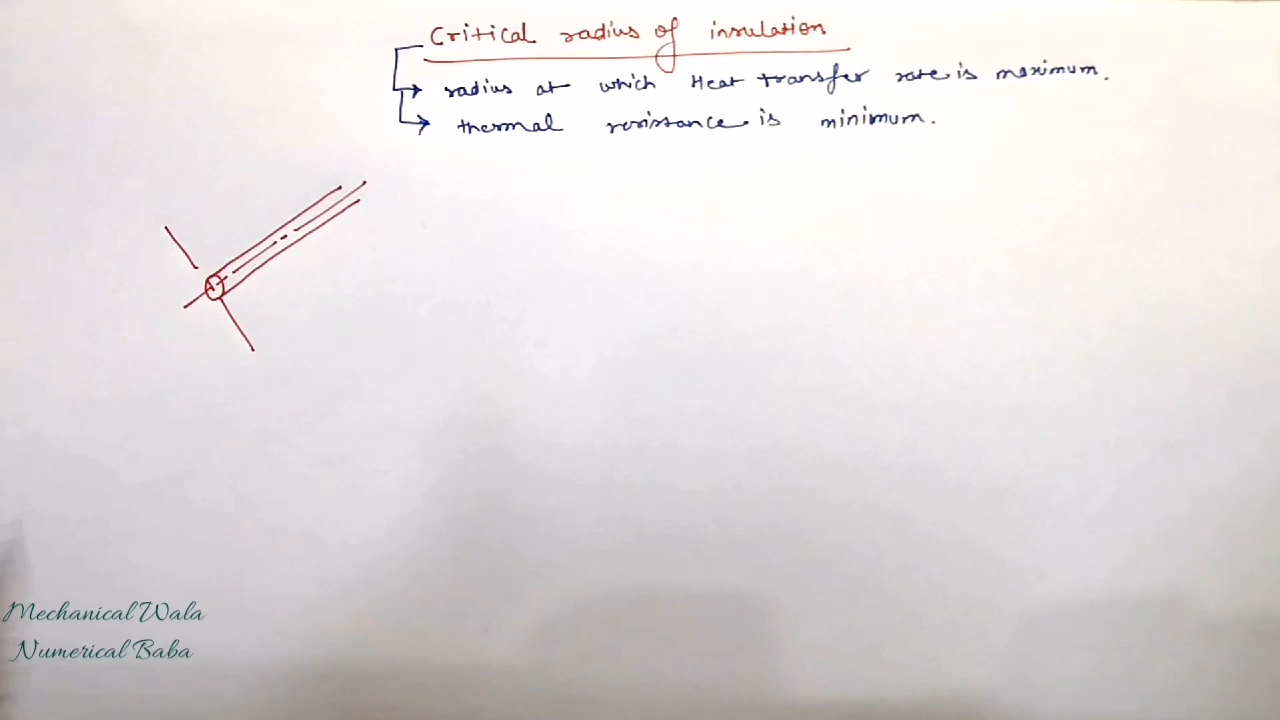 Critical radius of insulation
radius at which Heat transfer rate is maximum.
thermal resistance is minimum.
Mechanical Wala
Numerical Baba